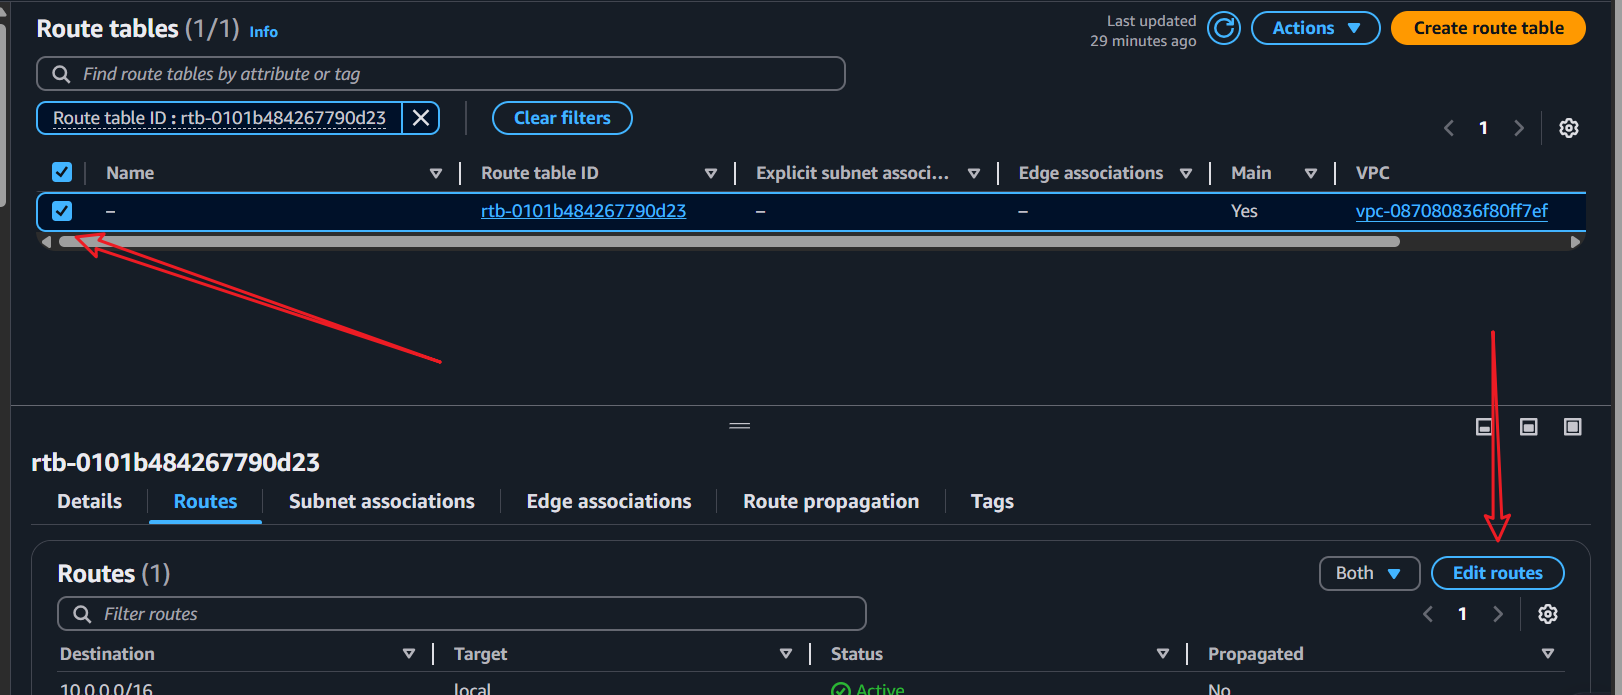 Route tables (1/1) Info
Last updated
29 minutes ago
Actions
Create route table
Find route tables by attribute or tag
Route table ID : rtb-0101b484267790d23
Clear filters
1
Name Route table ID Explicit subnet associ... Edge associations Main VPC
– rtb-0101b484267790d23 – – Yes vpc-087080836f80ff7ef
rtb-0101b484267790d23
Details Routes Subnet associations Edge associations Route propagation Tags
Routes (1)
Both
Edit routes
Filter routes
1
Destination Target Status Propagated
10.0.0.0/16 local Active No